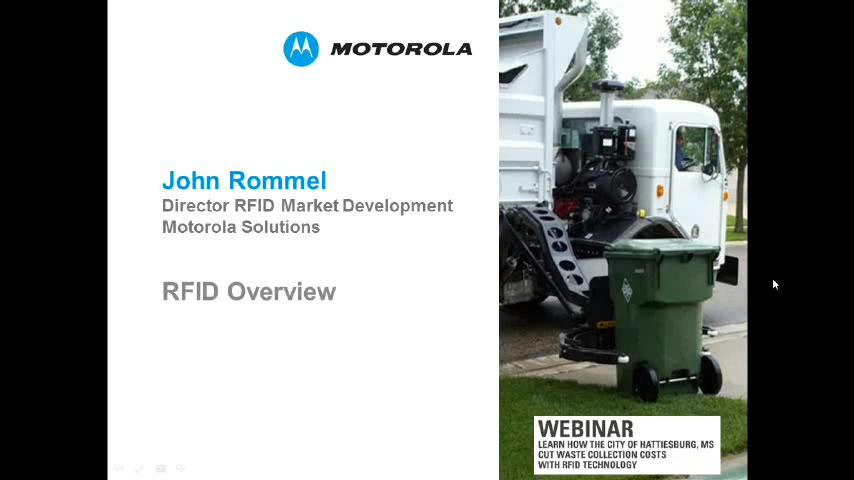 MOTOROLA
John Rommel
Director RFID Market Development
Motorola Solutions
RFID Overview
WEBINAR
LEARN HOW THE CITY OF HATTIESBURG, MS
CUT WASTE COLLECTION COSTS
WITH RFID TECHNOLOGY